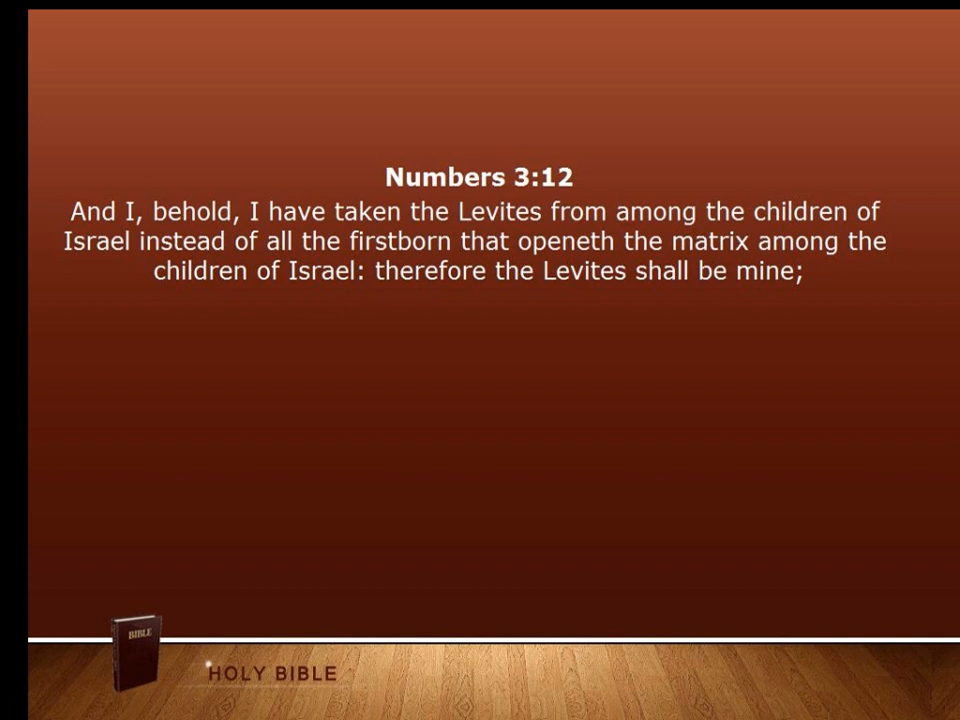 Numbers 3:12
And I, behold, I have taken the Levites from among the children of
Israel instead of all the firstborn that openeth the matrix among the
children of Israel: therefore the Levites shall be mine;
BIBLE
HOLY BIBLE